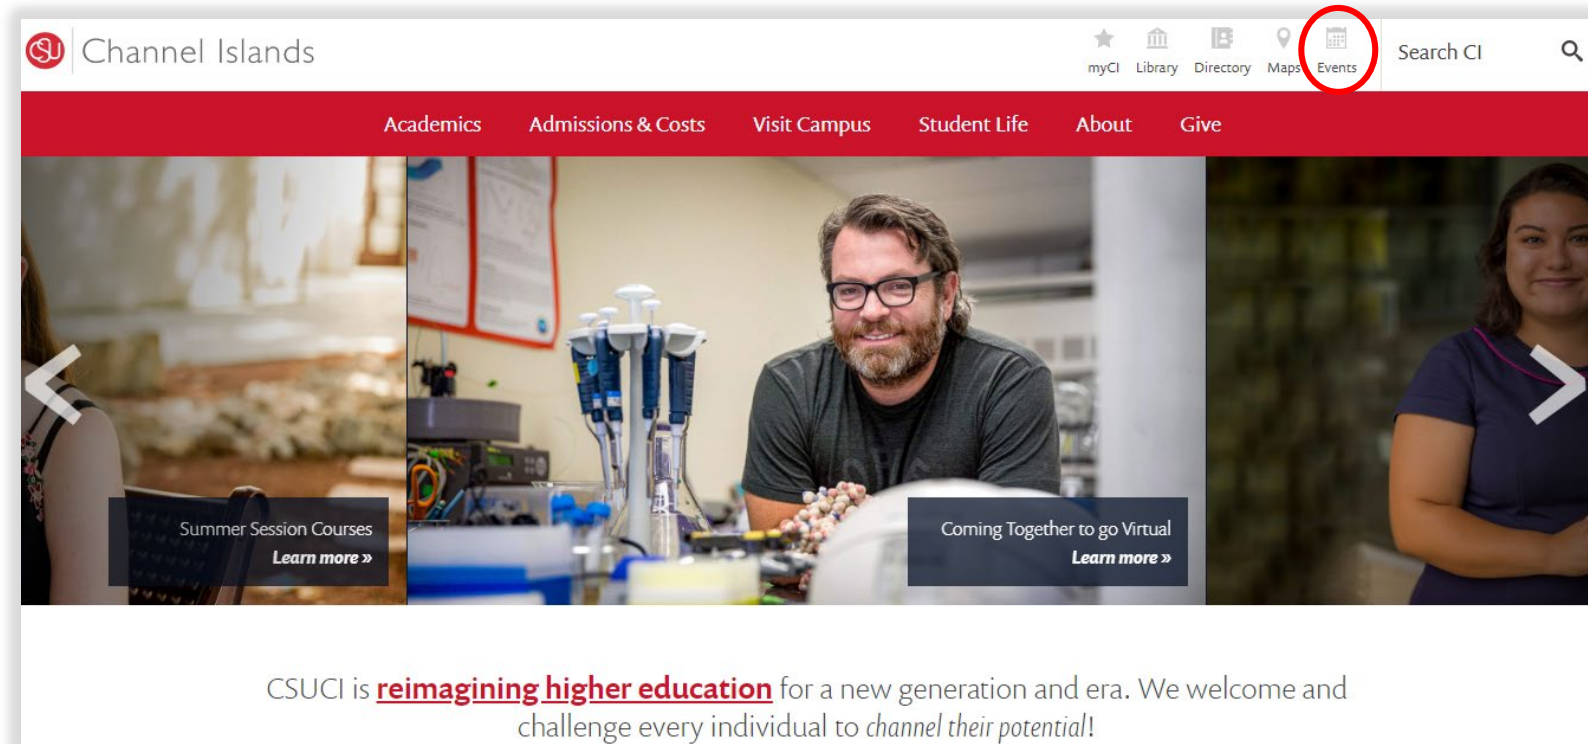 CSU Channel Islands
myCI Library Directory Maps Events
Search CI
Academics Admissions & Costs Visit Campus Student Life About Give
Summer Session Courses
Learn more »
Coming Together to go Virtual
Learn more »
CSUCI is reimagining higher education for a new generation and era. We welcome and
challenge every individual to channel their potential!